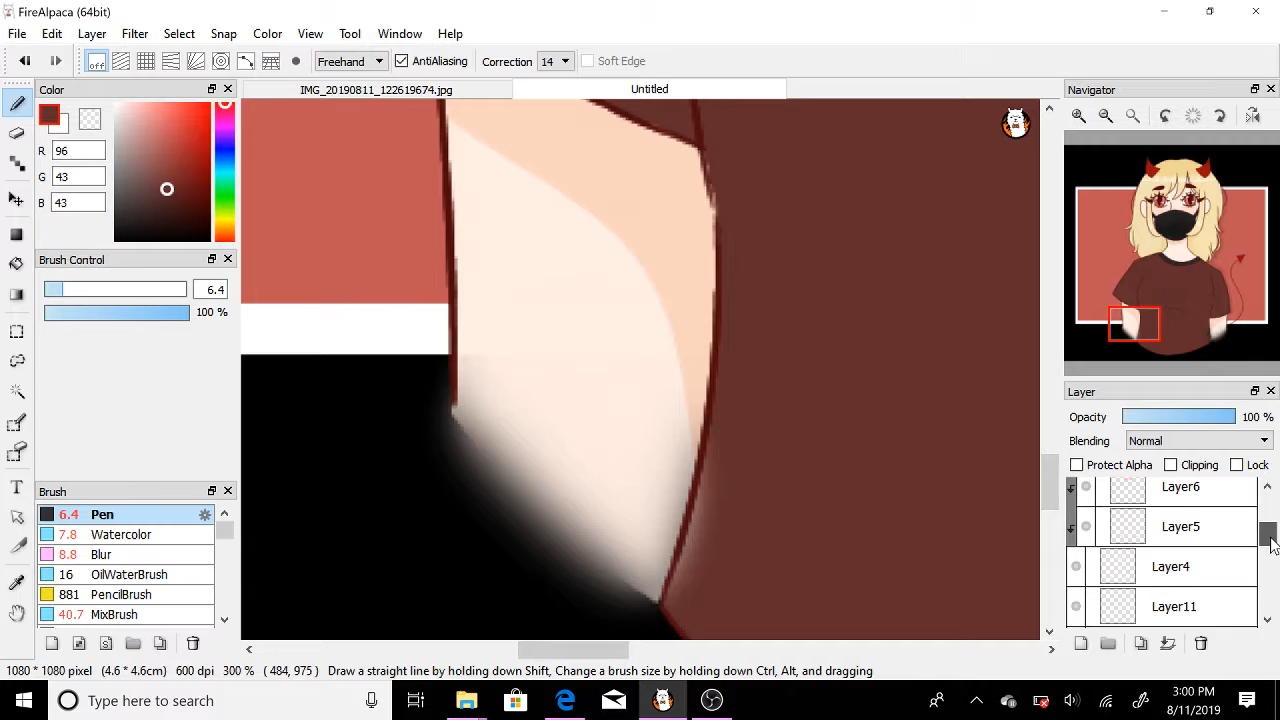 FireAlpaca (64bit)
File Edit Layer Filter Select Snap Color View Tool Window Help
off Freehand AntiAliasing Correction 14 Soft Edge
Color IMG_20190811_122619674.jpg Untitled Navigator
R 96
G 43
B 43
Brush Control
6.4
100 %
Layer
Opacity 100 %
Blending Normal
Protect Alpha Clipping Lock
Layer6
Layer5
Layer4
Layer11
Brush
6.4 Pen
7.8 Watercolor
8.8 Blur
16 OilWaterBrush
881 PencilBrush
40.7 MixBrush
T
1080 * 1080 pixel (4.6 * 4.6cm) 600 dpi 300 % ( 484, 975 ) Draw a straight line by holding down Shift, Change a brush size by holding down Ctrl, Alt, and dragging
Type here to search
3:00 PM
8/11/2019